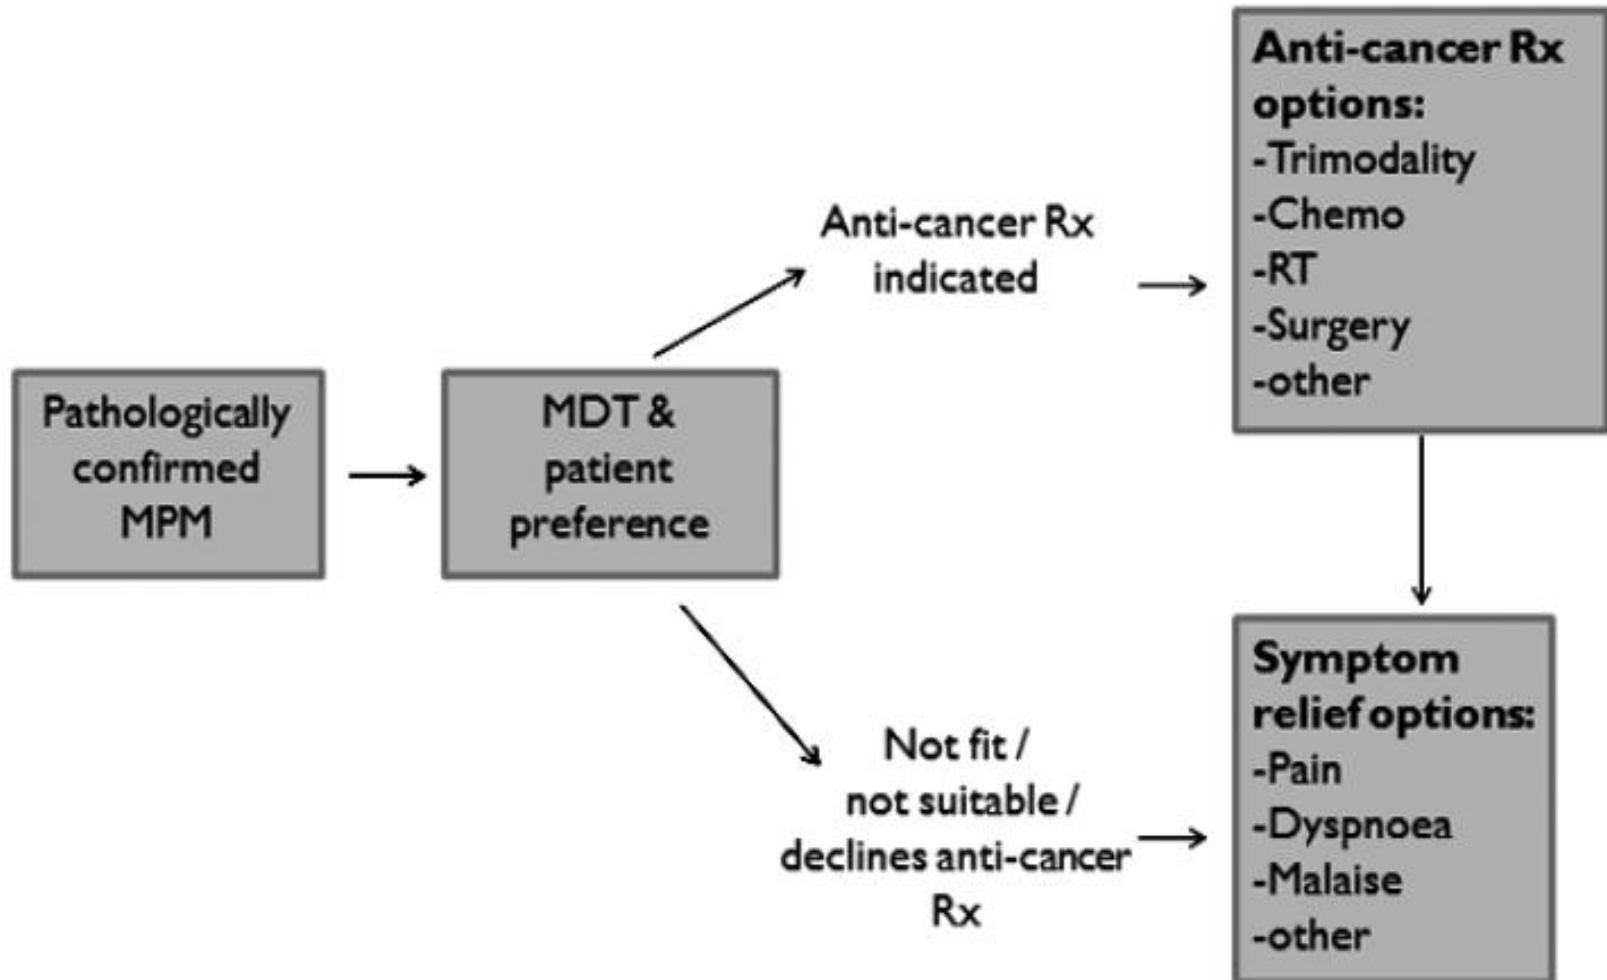 Pathologically
confirmed
MPM
MDT &
patient
preference
Anti-cancer Rx
indicated
Anti-cancer Rx
options:
-Trimodality
-Chemo
-RT
-Surgery
-other
Not fit /
not suitable /
declines anti-cancer
Rx
Symptom
relief options:
-Pain
-Dyspnoea
-Malaise
-other